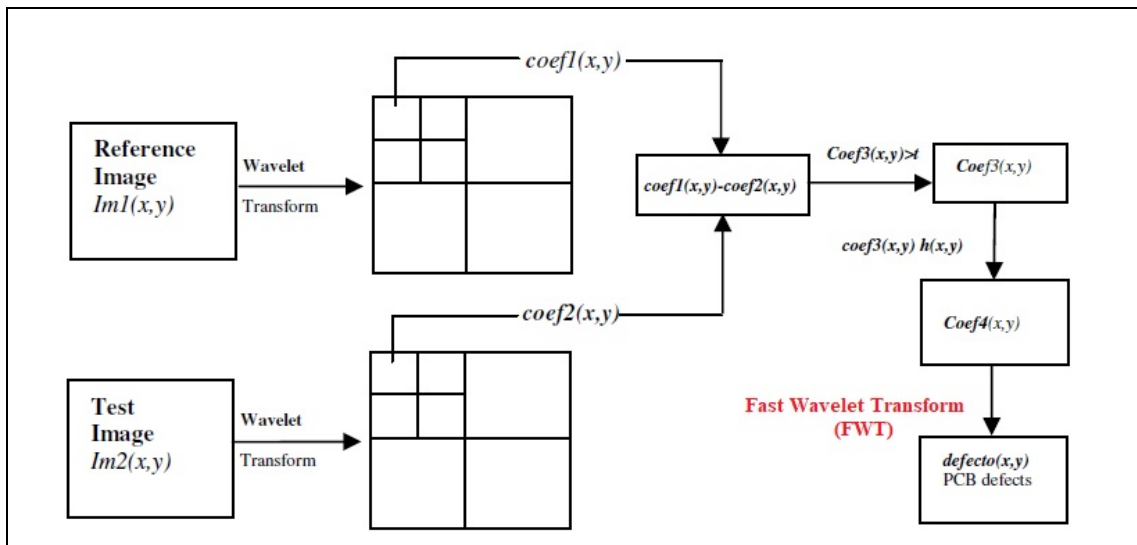 coef1(x,y)
Reference
Image
Im1(x,y)
Wavelet
Transform
coef1(x,y)-coef2(x,y)
Coef3(x,y)>t
Coef3(x,y)
coef3(x,y) h(x,y)
coef2(x,y)
Coef4(x,y)
Test
Image
Im2(x,y)
Wavelet
Transform
Fast Wavelet Transform
(FWT)
defecto(x,y)
PCB defects